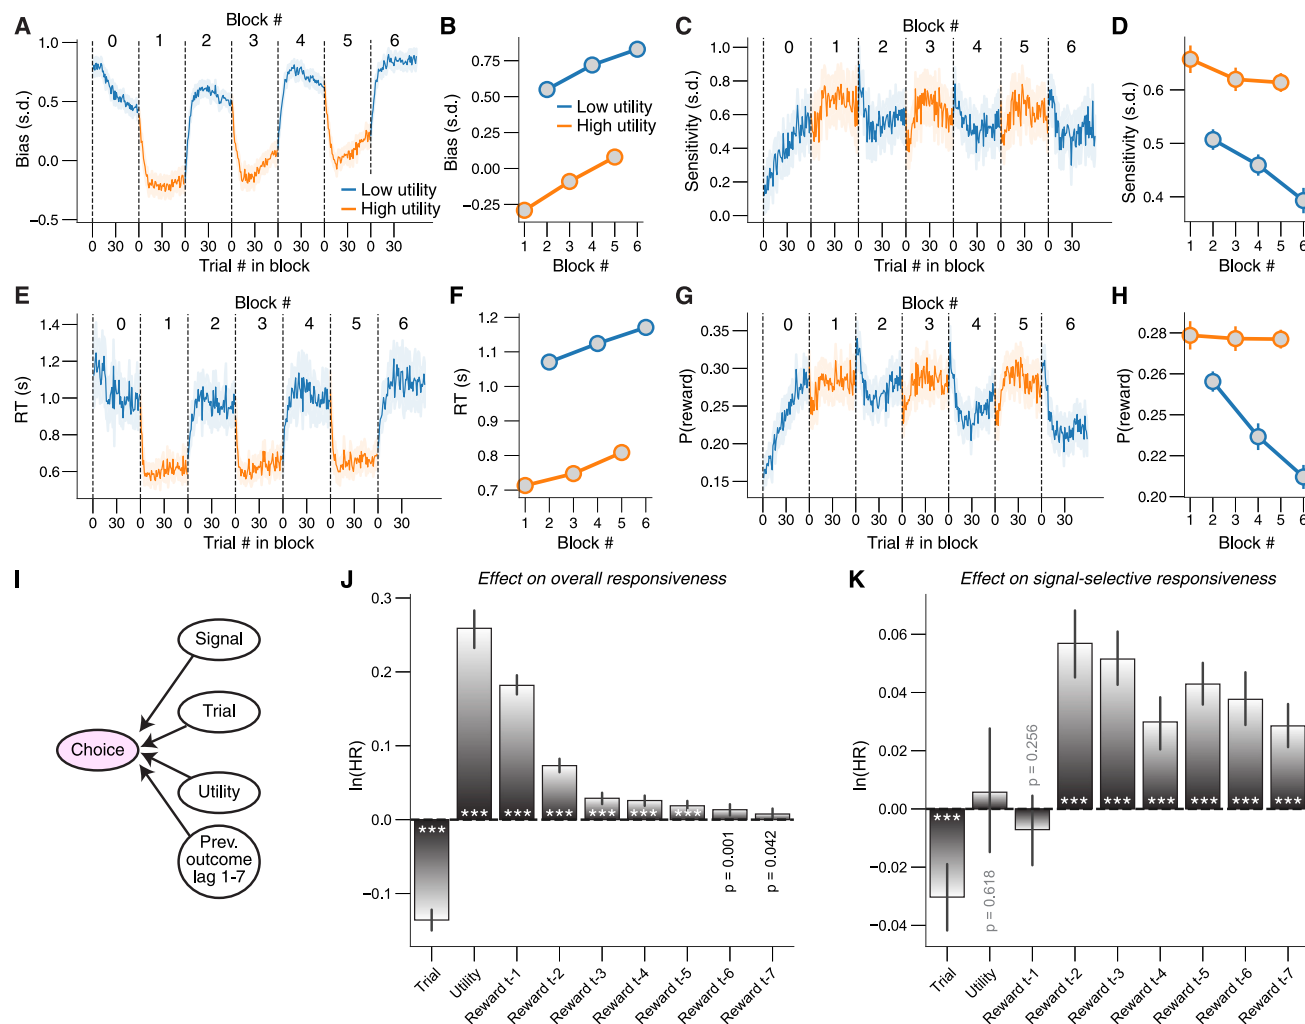 A
Block #
0 1 2 3 4 5 6
1.0
0.5
0.0
−0.5
Bias (s.d.)
Low utility
High utility
0 30 0 30 0 30 0 30 0 30 0 30 0 30
Trial # in block
B
0.75
0.50
0.25
0.00
−0.25
Bias (s.d.)
Low utility
High utility
1 2 3 4 5 6
Block #
C
Block #
0 1 2 3 4 5 6
1.0
0.8
0.6
0.4
0.2
0.0
Sensitivity (s.d.)
0 30 0 30 0 30 0 30 0 30 0 30 0 30
Trial # in block
D
0.6
0.5
0.4
Sensitivity (s.d.)
1 2 3 4 5 6
Block #
E
Block #
0 1 2 3 4 5 6
1.4
1.2
1.0
0.8
0.6
RT (s)
0 30 0 30 0 30 0 30 0 30 0 30 0 30
Trial # in block
F
1.2
1.1
1.0
0.9
0.8
0.7
RT (s)
1 2 3 4 5 6
Block #
G
Block #
0 1 2 3 4 5 6
0.35
0.30
0.25
0.20
0.15
P(reward)
0 30 0 30 0 30 0 30 0 30 0 30 0 30
Trial # in block
H
0.28
0.26
0.25
0.22
0.20
P(reward)
1 2 3 4 5 6
Block #
I
Signal
Trial
Choice
Utility
Prev.
outcome
lag 1-7
J
Effect on overall responsiveness
0.3
0.2
0.1
0.0
−0.1
ln(HR)
*** *** *** *** *** *** ***
p = 0.001
p = 0.042
Trial
Utility
Reward t-1
Reward t-2
Reward t-3
Reward t-4
Reward t-5
Reward t-6
Reward t-7
K
Effect on signal-selective responsiveness
0.06
0.04
0.02
0.00
−0.02
−0.04
ln(HR)
p = 0.256
*** *** *** *** *** *** ***
p = 0.618
Trial
Utility
Reward t-1
Reward t-2
Reward t-3
Reward t-4
Reward t-5
Reward t-6
Reward t-7